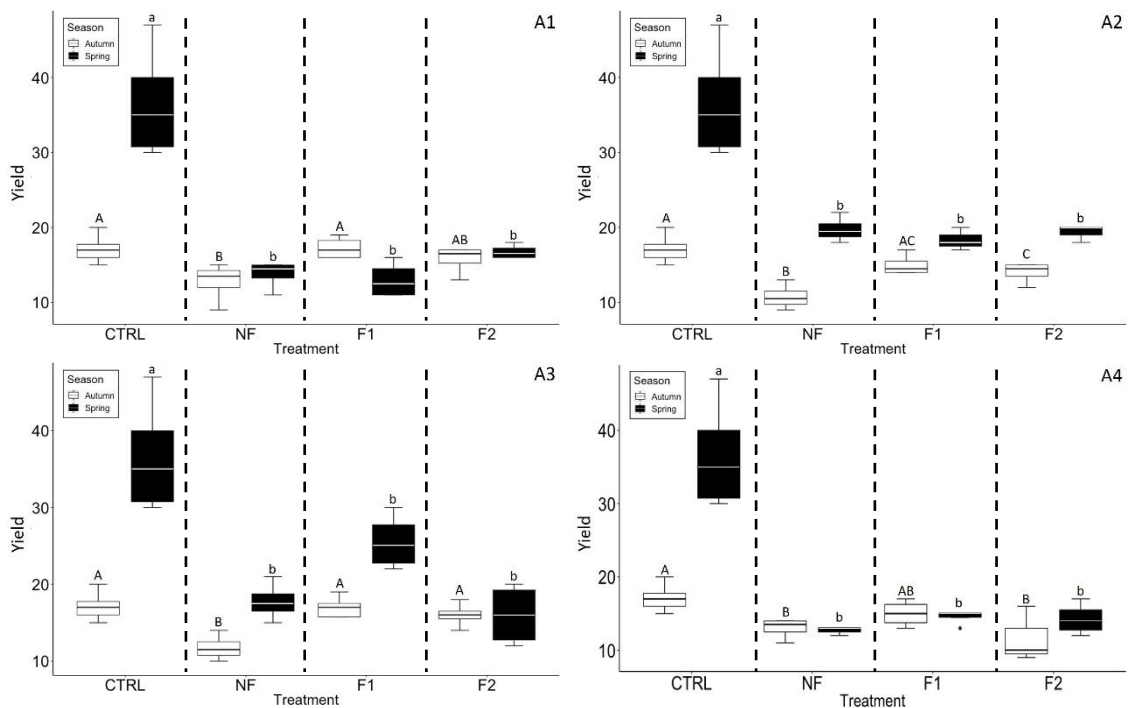 A1
Season
Autumn
Spring
a
A
B
b
A
b
AB
b
40
30
20
10
Yield
CTRL NF F1 F2
Treatment
A2
Season
Autumn
Spring
a
A
B
b
AC
b
C
b
40
30
20
10
Yield
CTRL NF F1 F2
Treatment
A3
Season
Autumn
Spring
a
A
B
b
A
b
A
b
40
30
20
10
Yield
CTRL NF F1 F2
Treatment
A4
Season
Autumn
Spring
a
A
B
b
AB
b
B
b
40
30
20
10
Yield
CTRL NF F1 F2
Treatment